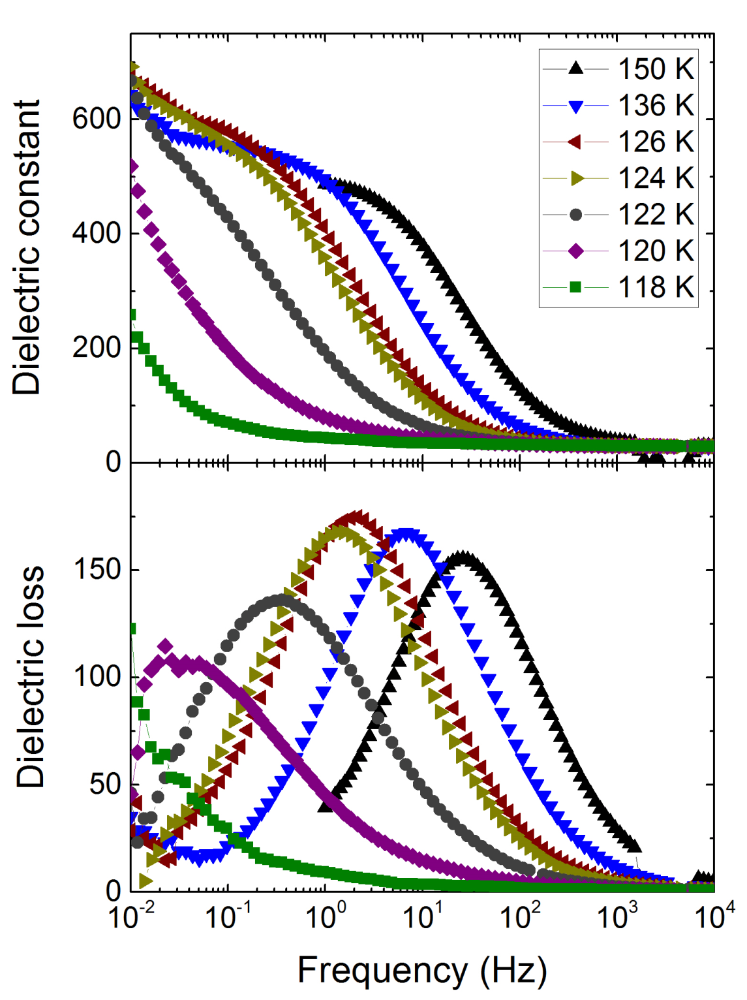 Dielectric constant
600
400
200
0
150 K
136 K
126 K
124 K
122 K
120 K
118 K
Dielectric loss
150
100
50
0
10⁻² 10⁻¹ 10⁰ 10¹ 10² 10³ 10⁴
Frequency (Hz)